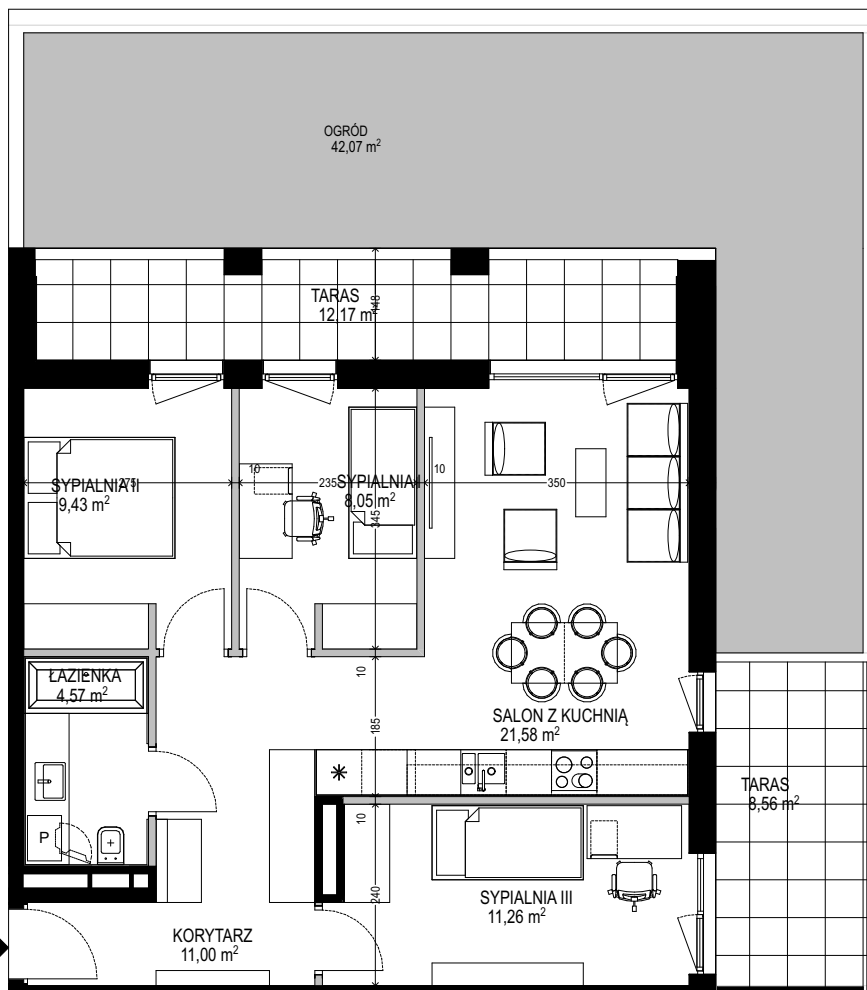 OGRÓD
42,07 m²
TARAS
12,17 m²
148
SYPIALNIA II
275
9,43 m²
10
235
SYPIALNIA I
8,05 m²
345
10
350
ŁAZIENKA
4,57 m²
10
185
SALON Z KUCHNIĄ
21,58 m²
TARAS
8,56 m²
P
10
240
SYPIALNIA III
11,26 m²
KORYTARZ
11,00 m²